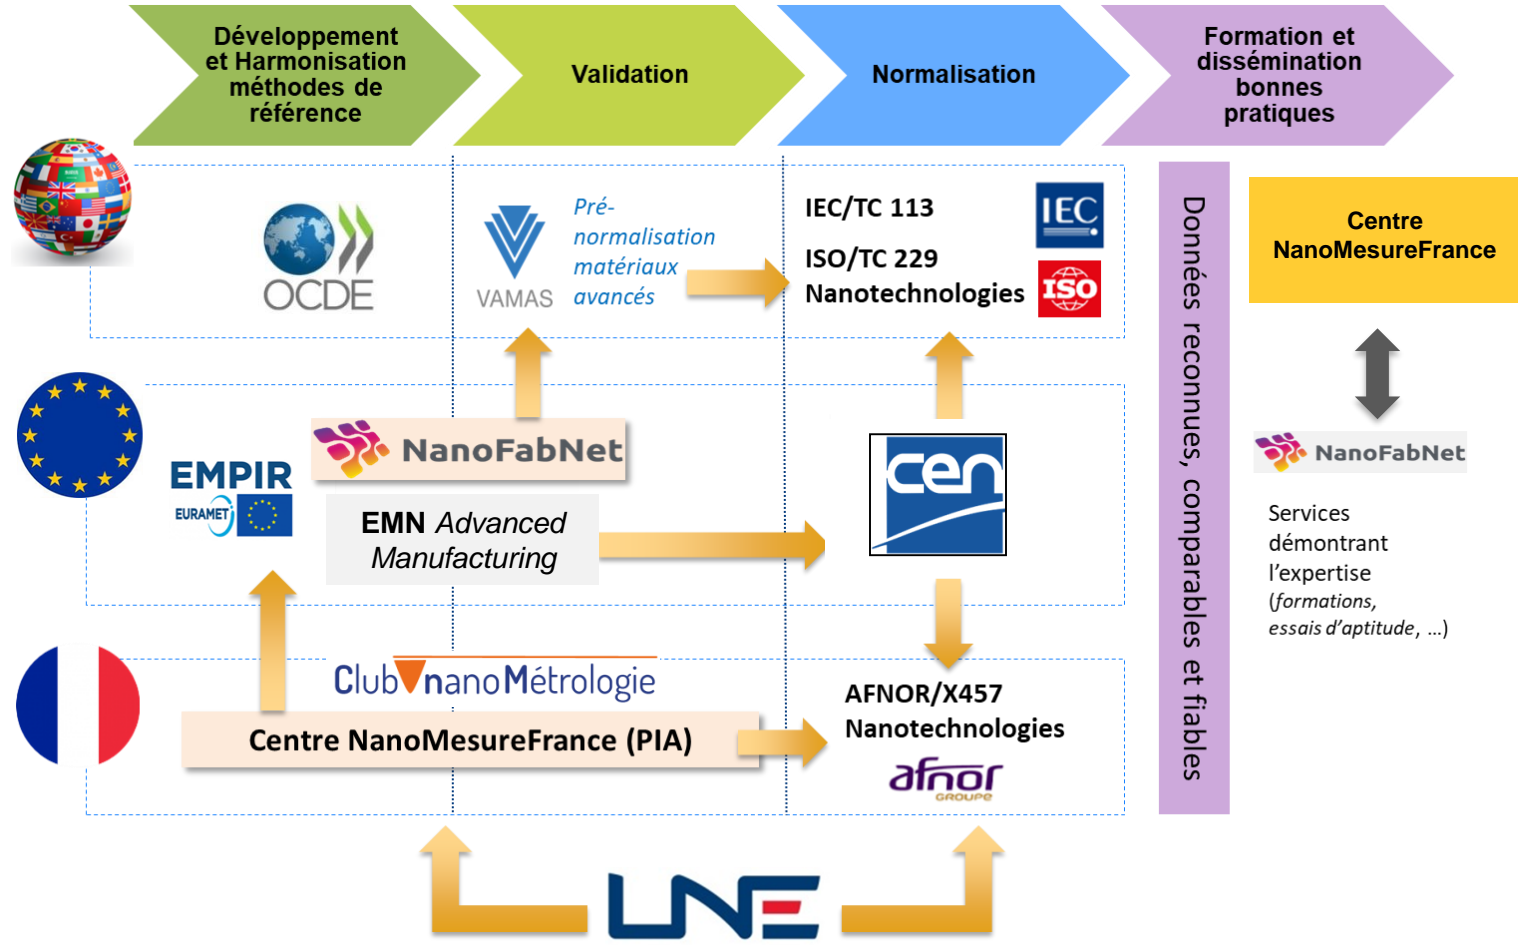 Développement
et Harmonisation
méthodes de
référence
Validation
Normalisation
Formation et
dissémination
bonnes
pratiques
OCDE
VAMAS
Pré-
normalisation
matériaux
avancés
IEC/TC 113
ISO/TC 229
Nanotechnologies
IEC
ISO
Données reconnues, comparables et fiables
Centre
NanoMesureFrance
EMPIR
EURAMET
NanoFabNet
EMN Advanced
Manufacturing
cen
NanoFabNet
Services
démontrant
l'expertise
(formations,
essais d'aptitude, ...)
Club nanoMétrologie
Centre NanoMesureFrance (PIA)
AFNOR/X457
Nanotechnologies
afnor
GROUPE
LNE